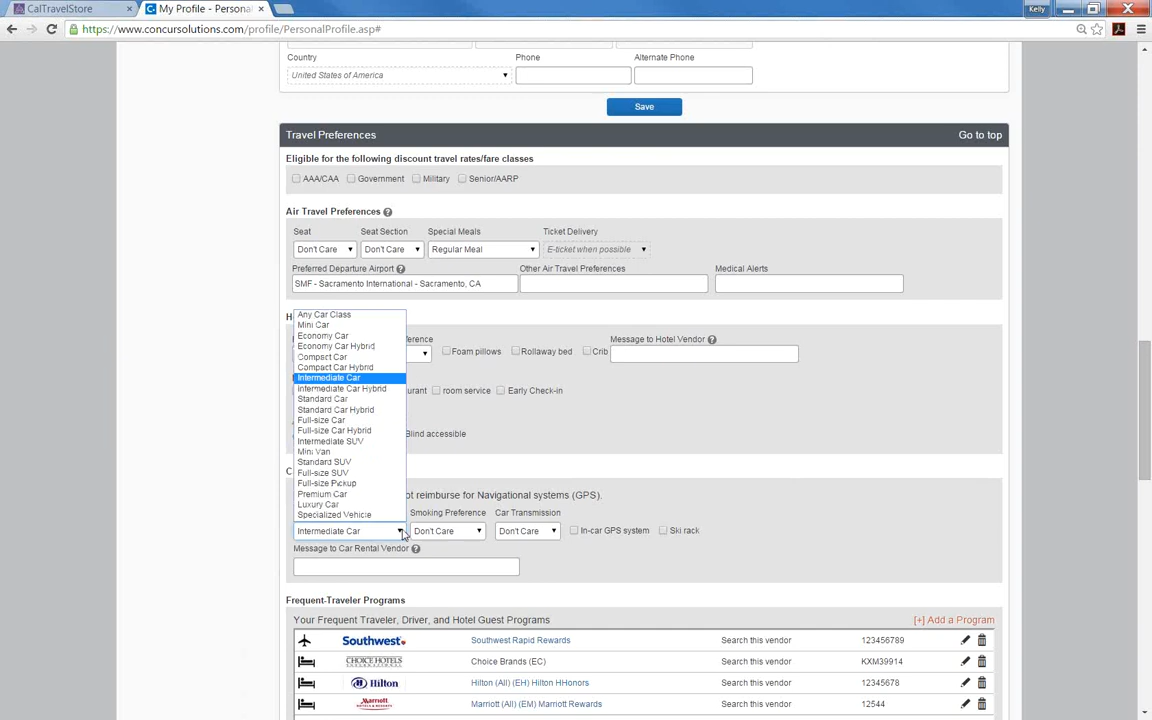 CalTravelStore
My Profile - Persona
Kelly
https://www.concursolutions.com/profile/PersonalProfile.asp#
Country
Phone
Alternate Phone
United States of America
Save
Travel Preferences
Go to top
Eligible for the following discount travel rates/fare classes
AAA/CAA
Government
Military
Senior/AARP
Air Travel Preferences
Seat
Seat Section
Special Meals
Ticket Delivery
Don't Care
Don't Care
Regular Meal
E-ticket when possible
Preferred Departure Airport
Other Air Travel Preferences
Medical Alerts
SMF - Sacramento International - Sacramento, CA
H
ference
Message to Hotel Vendor
Foam pillows
Rollaway bed
Crib
urant
room service
Early Check-in
Blind accessible
Any Car Class
Mini Car
Economy Car
Economy Car Hybrid
Compact Car
Compact Car Hybrid
Intermediate Car
Intermediate Car Hybrid
Standard Car
Standard Car Hybrid
Full-size Car
Full-size Car Hybrid
Intermediate SUV
Mini Van
Standard SUV
Full-size SUV
Full-size Pickup
Premium Car
Luxury Car
Specialized Vehicle
C
ot reimburse for Navigational systems (GPS).
Smoking Preference
Car Transmission
Intermediate Car
Don't Care
Don't Care
In-car GPS system
Ski rack
Message to Car Rental Vendor
Frequent-Traveler Programs
Your Frequent Traveler, Driver, and Hotel Guest Programs
[+] Add a Program
Southwest
Southwest Rapid Rewards
Search this vendor
123456789
CHOICE HOTELS
Choice Brands (EC)
Search this vendor
KXM39914
Hilton
Hilton (All) (EH) Hilton HHonors
Search this vendor
12345678
Marriott
Marriott (All) (EM) Marriott Rewards
Search this vendor
12544